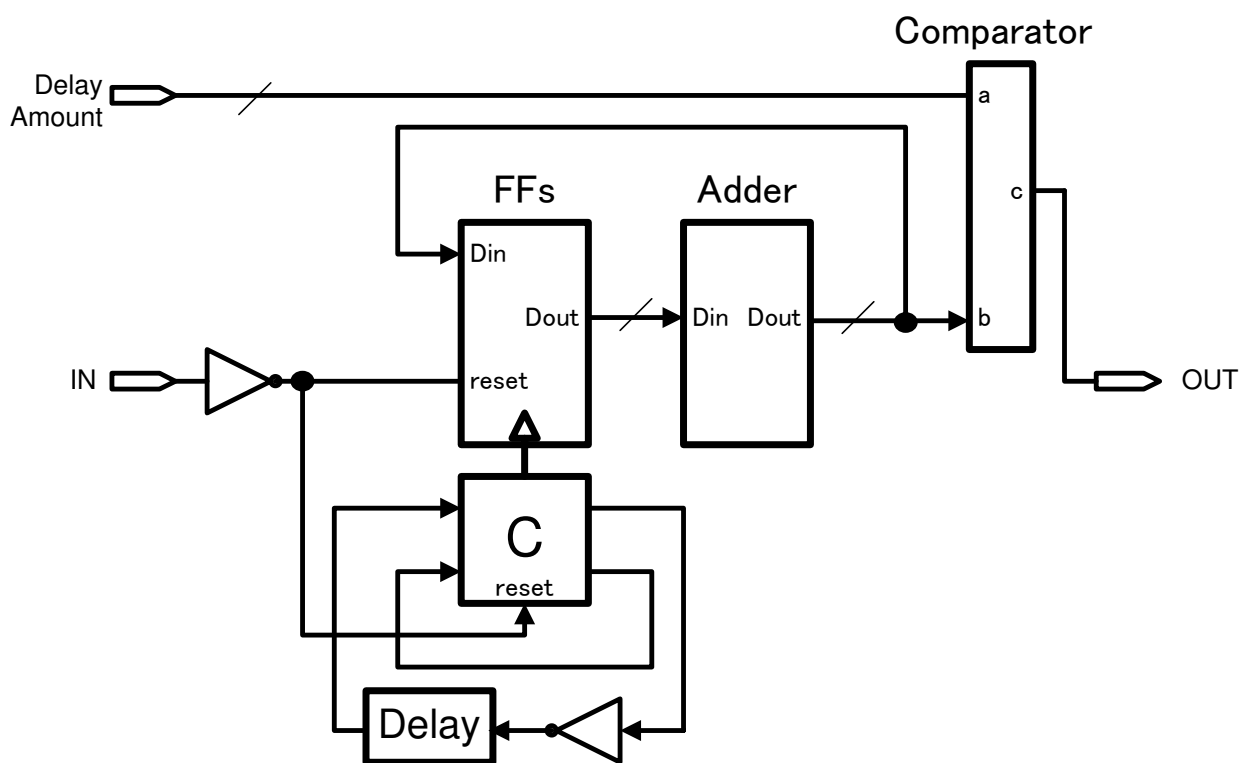 Comparator
Delay
Amount
a
FFs
Adder
c
Din
Dout
Din
Dout
b
IN
reset
OUT
C
reset
Delay